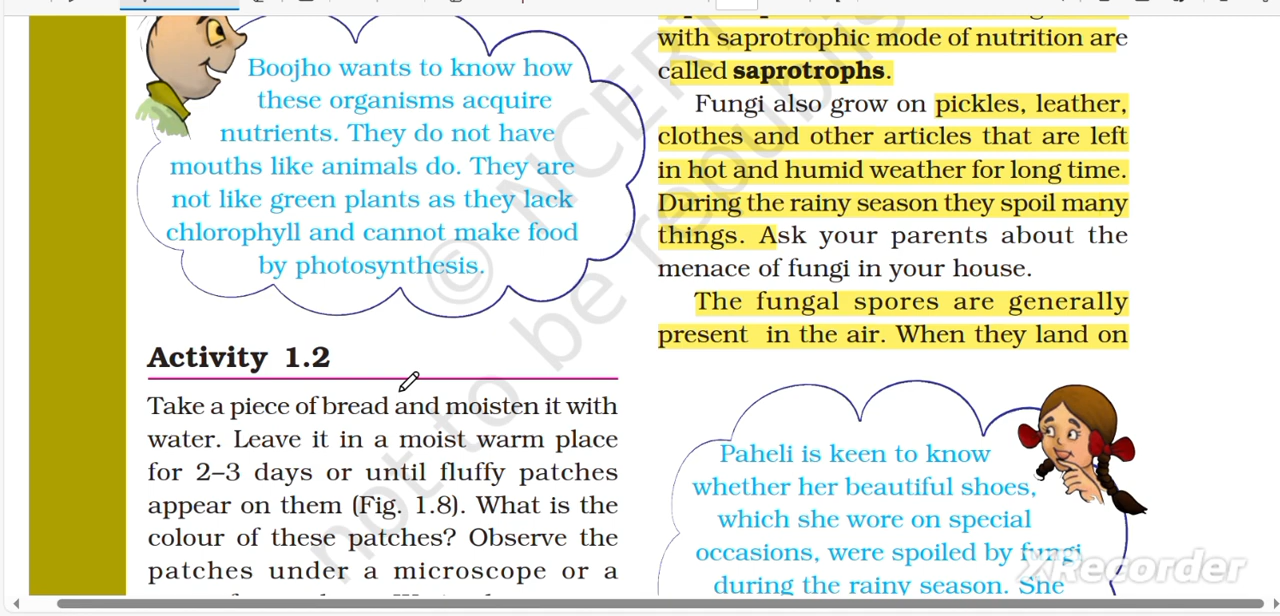 Boojho wants to know how
these organisms acquire
nutrients. They do not have
mouths like animals do. They are
not like green plants as they lack
chlorophyll and cannot make food
by photosynthesis.
Activity 1.2
Take a piece of bread and moisten it with
water. Leave it in a moist warm place
for 2–3 days or until fluffy patches
appear on them (Fig. 1.8). What is the
colour of these patches? Observe the
patches under a microscope or a
with saprotrophic mode of nutrition are
called saprotrophs.
Fungi also grow on pickles, leather,
clothes and other articles that are left
in hot and humid weather for long time.
During the rainy season they spoil many
things. Ask your parents about the
menace of fungi in your house.
The fungal spores are generally
present in the air. When they land on
Paheli is keen to know
whether her beautiful shoes,
which she wore on special
occasions, were spoiled by fungi
during the rainy season. She
© NCERT
not to be republished
XRecorder